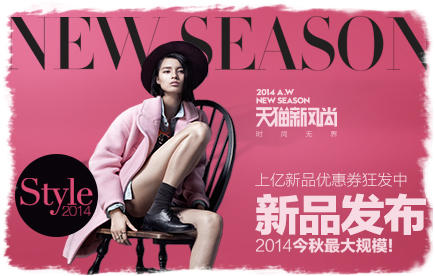 NEW SEASON
2014 A.W
NEW SEASON
天猫新风尚
时尚无界
Style
2014
上亿新品优惠券狂发中
新品发布
2014今秋最大规模!